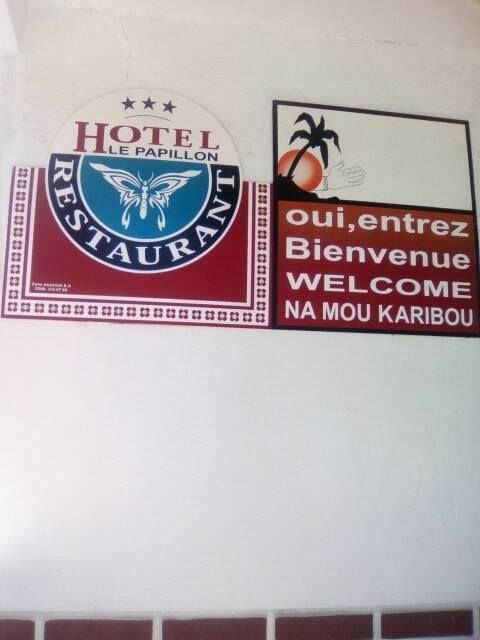 HOTEL
LE PAPILLON
RESTAURANT
oui,entrez
Bienvenue
WELCOME
NA MOU KARIBOU